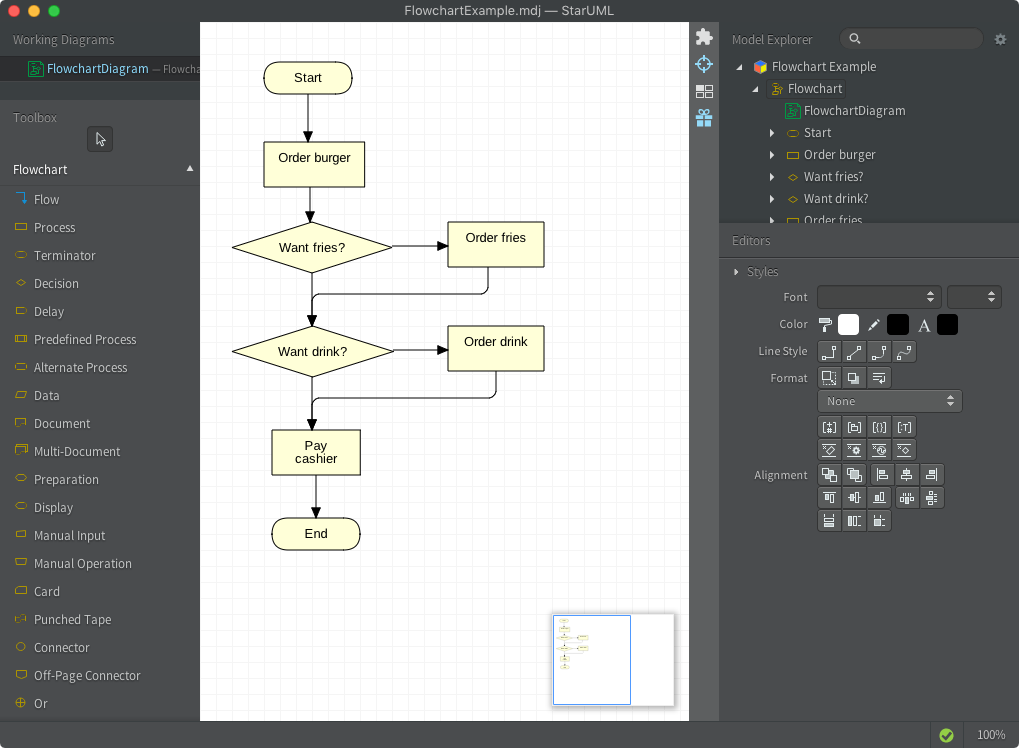 FlowchartExample.mdj — StarUML
Working Diagrams
FlowchartDiagram — Flowcha
Toolbox
Flowchart
Flow
Process
Terminator
Decision
Delay
Predefined Process
Alternate Process
Data
Document
Multi-Document
Preparation
Display
Manual Input
Manual Operation
Card
Punched Tape
Connector
Off-Page Connector
Or
Start
Order burger
Want fries?
Order fries
Want drink?
Order drink
Pay
cashier
End
Model Explorer
Flowchart Example
Flowchart
FlowchartDiagram
Start
Order burger
Want fries?
Want drink?
Order fries
Editors
Styles
Font
Color
A
Line Style
Format
None
Alignment
100%